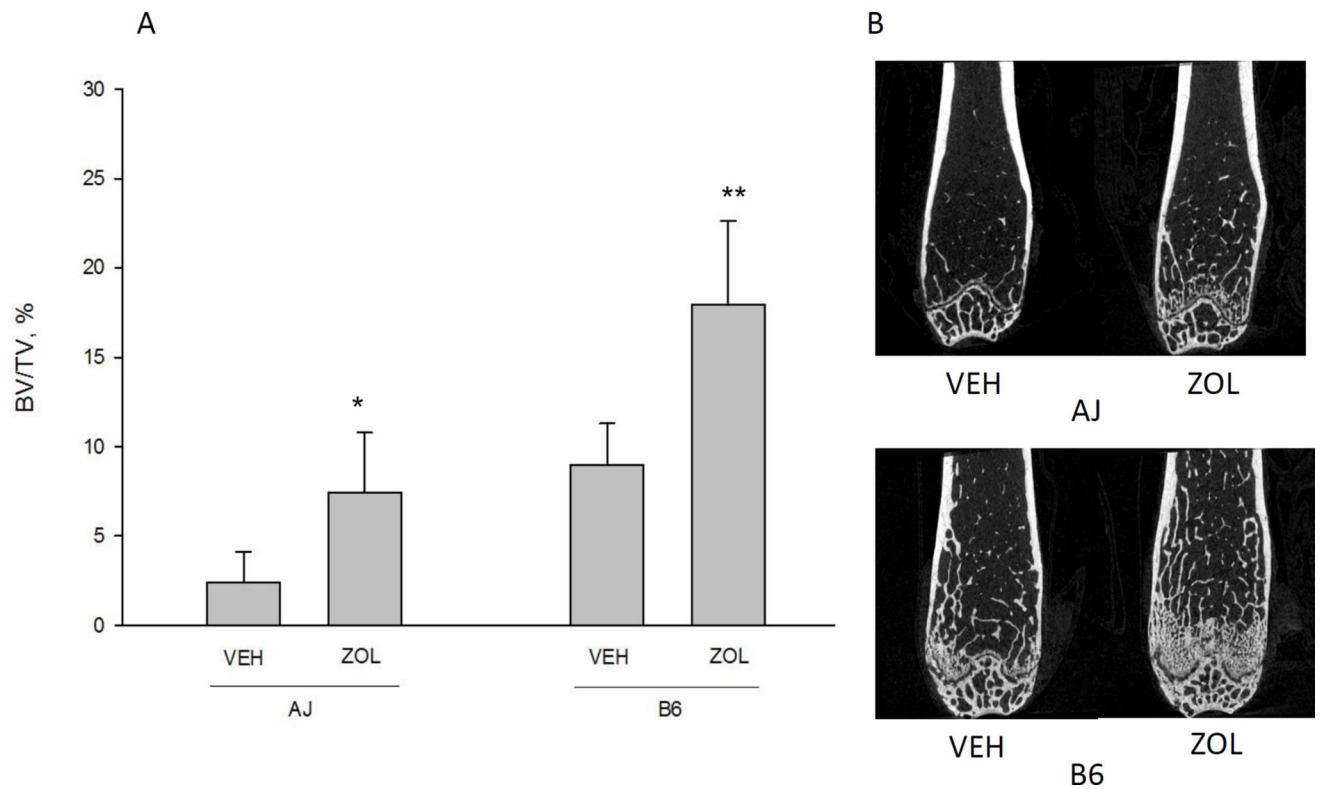 A
BV/TV, %
30
25
20
15
10
5
0
*
**
VEH ZOL VEH ZOL
AJ B6
B
VEH ZOL
AJ
VEH ZOL
B6